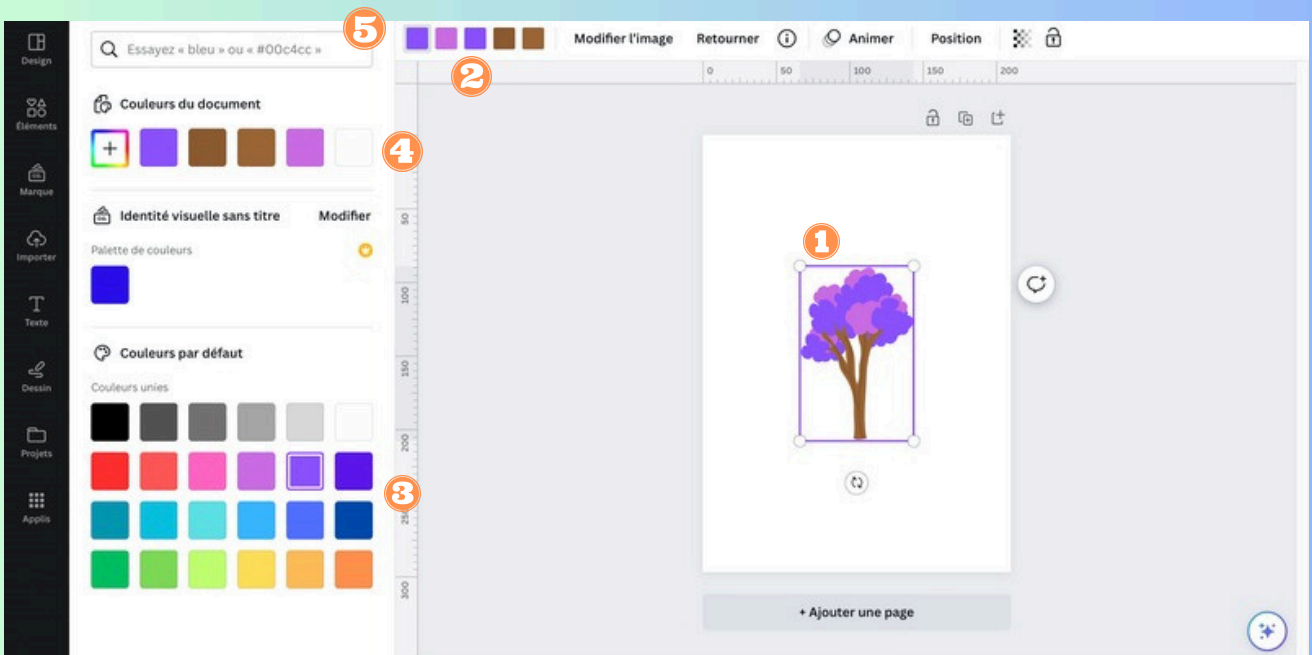 Design
Éléments
Marque
Importer
Texte
Dessin
Projets
Applis
5
Essayez « bleu » ou « #00c4cc »
Couleurs du document
4
Identité visuelle sans titre
Modifier
Palette de couleurs
Couleurs par défaut
Couleurs unies
3
2
Modifier l'image
Retourner
Animer
Position
0
50
100
150
200
50
100
150
200
250
300
1
+ Ajouter une page